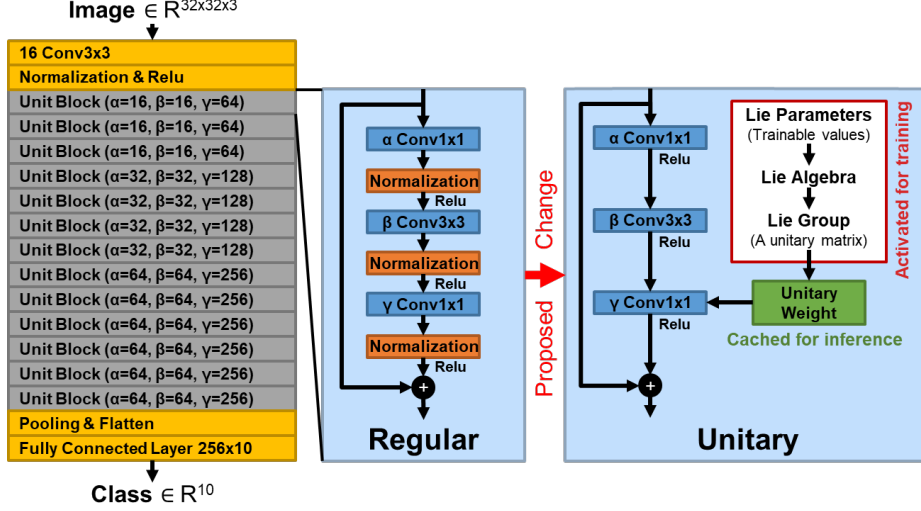 Image ∈ R^32x32x3
16 Conv3x3
Normalization & Relu
Unit Block (α=16, β=16, γ=64)
Unit Block (α=16, β=16, γ=64)
Unit Block (α=16, β=16, γ=64)
Unit Block (α=32, β=32, γ=128)
Unit Block (α=32, β=32, γ=128)
Unit Block (α=32, β=32, γ=128)
Unit Block (α=32, β=32, γ=128)
Unit Block (α=64, β=64, γ=256)
Unit Block (α=64, β=64, γ=256)
Unit Block (α=64, β=64, γ=256)
Unit Block (α=64, β=64, γ=256)
Unit Block (α=64, β=64, γ=256)
Unit Block (α=64, β=64, γ=256)
Pooling & Flatten
Fully Connected Layer 256x10
Class ∈ R^10
α Conv1x1
Normalization
Relu
β Conv3x3
Normalization
Relu
γ Conv1x1
Normalization
Relu
+
Regular
Proposed Change
α Conv1x1
Relu
β Conv3x3
Relu
γ Conv1x1
Relu
+
Unitary
Lie Parameters
(Trainable values)
Lie Algebra
Lie Group
(A unitary matrix)
Activated for training
Unitary
Weight
Cached for inference